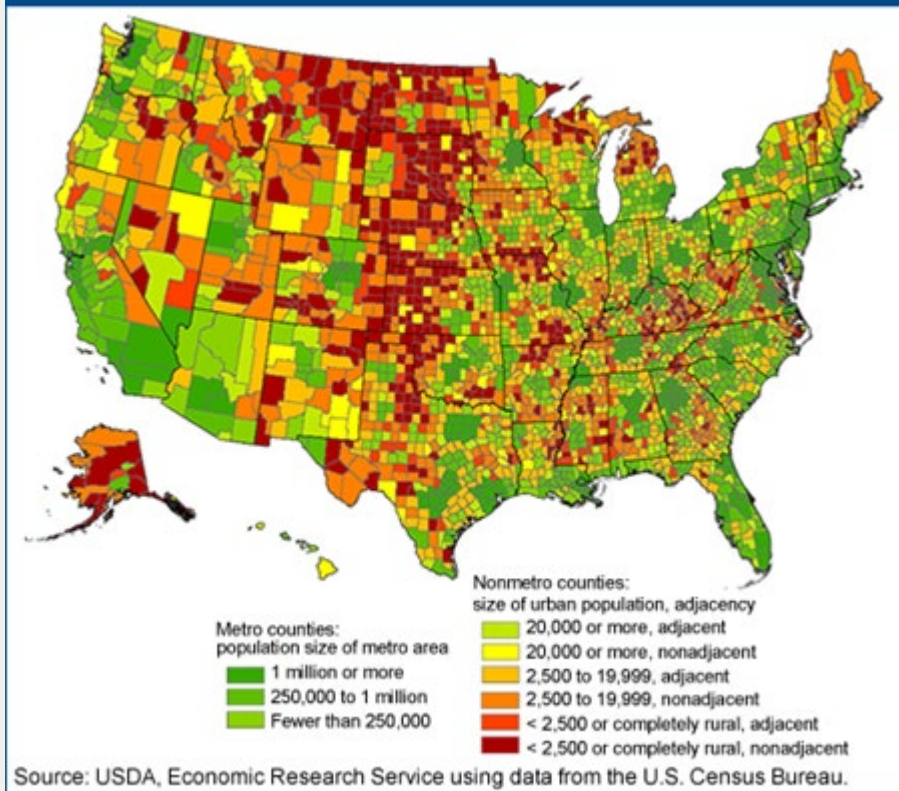 Metro counties:
population size of metro area
1 million or more
250,000 to 1 million
Fewer than 250,000
Nonmetro counties:
size of urban population, adjacency
20,000 or more, adjacent
20,000 or more, nonadjacent
2,500 to 19,999, adjacent
2,500 to 19,999, nonadjacent
< 2,500 or completely rural, adjacent
< 2,500 or completely rural, nonadjacent
Source: USDA, Economic Research Service using data from the U.S. Census Bureau.